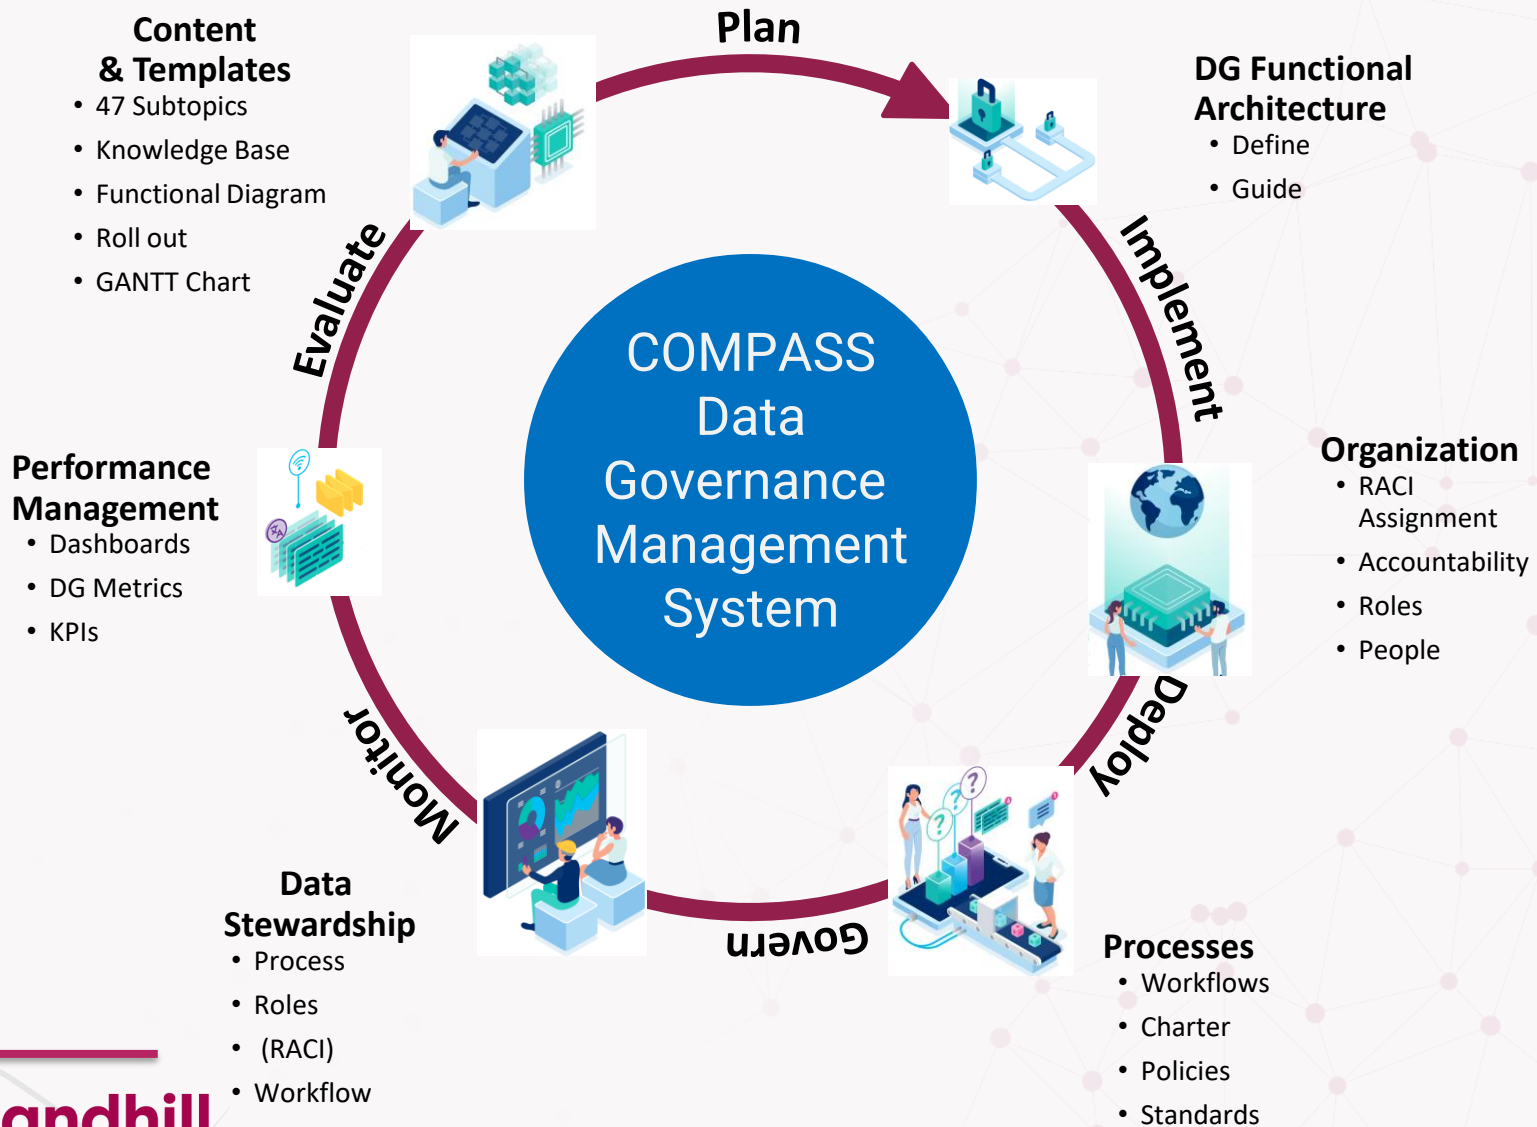 Plan
Content
& Templates
• 47 Subtopics
• Knowledge Base
• Functional Diagram
• Roll out
• GANTT Chart
DG Functional
Architecture
• Define
• Guide
Implement
Evaluate
COMPASS
Data
Governance
Management
System
Organization
• RACI
Assignment
• Accountability
• Roles
• People
Performance
Management
• Dashboards
• DG Metrics
• KPIs
Deploy
Monitor
Govern
Data
Stewardship
• Process
• Roles
• (RACI)
• Workflow
Processes
• Workflows
• Charter
• Policies
• Standards
andhill